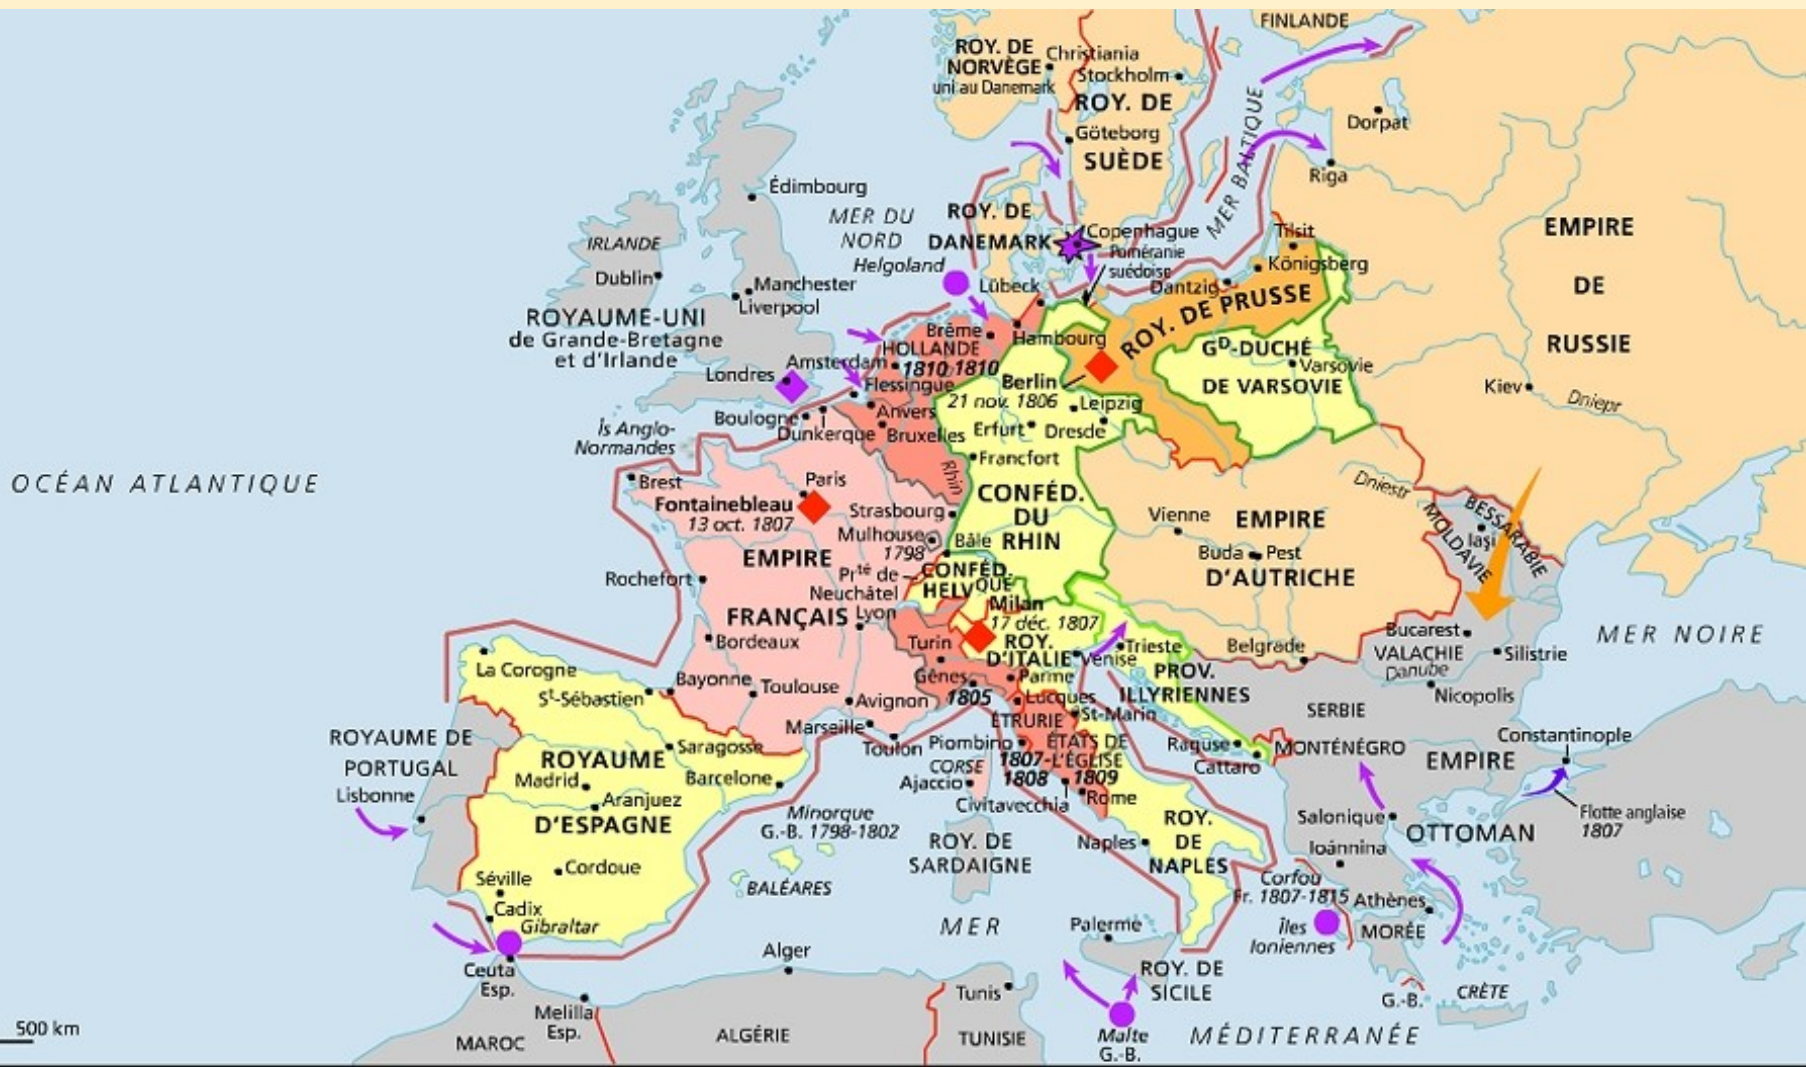 FINLANDE
ROY. DE
NORVÈGE
uni au Danemark
Christiania
Stockholm
ROY. DE
SUÈDE
Göteborg
Dorpat
Riga
MER BALTIQUE
Édimbourg
MER DU
NORD
Helgoland
ROY. DE
DANEMARK
Copenhague
Poméranie
suédoise
Lübeck
Tilsit
Königsberg
Dantzig
ROY. DE PRUSSE
EMPIRE
DE
RUSSIE
IRLANDE
Dublin
Manchester
Liverpool
ROYAUME-UNI
de Grande-Bretagne
et d'Irlande
Londres
Amsterdam
Brême
HOLLANDE
1810 1810
Hambourg
Flessingue
Berlin
21 nov. 1806
Leipzig
GD-DUCHÉ
DE VARSOVIE
Varsovie
Kiev
Dniepr
Boulogne
Dunkerque
Anvers
Bruxelles
Erfurt
Dresde
Francfort
Rhin
Îs Anglo-
Normandes
OCÉAN ATLANTIQUE
Brest
Paris
Fontainebleau
13 oct. 1807
Strasbourg
Mulhouse
1798
Bâle
CONFÉD.
DU
RHIN
Vienne
EMPIRE
Buda
Pest
D'AUTRICHE
Dniestr
BESSARABIE
MOLDAVIE
Iaşi
EMPIRE
FRANÇAIS
Prté de
Neuchâtel
CONFÉD.
HELVQUE
Rochefort
Lyon
Milan
17 déc. 1807
Bordeaux
Turin
ROY.
D'ITALIE
Venise
Trieste
PROV.
ILLYRIENNES
Belgrade
Bucarest
VALACHIE
Danube
Silistrie
Nicopolis
MER NOIRE
La Corogne
St-Sébastien
Bayonne
Toulouse
Avignon
Gênes
1805
Parme
Lucques
St-Marin
ÉTRURIE
SERBIE
Marseille
Toulon
Piombino
1807-
1808
ÉTATS DE
L'ÉGLISE
1809
Raguse
Cattaro
MONTÉNÉGRO
EMPIRE
OTTOMAN
Constantinople
Flotte anglaise
1807
ROYAUME DE
PORTUGAL
Lisbonne
ROYAUME
D'ESPAGNE
Saragosse
Madrid
Barcelone
Aranjuez
CORSE
Ajaccio
Civitavecchia
Rome
Minorque
G.-B. 1798-1802
BALÉARES
ROY. DE
SARDAIGNE
Naples
ROY.
DE
NAPLES
Salonique
Ioánnina
Corfou
Fr. 1807-1815
Athènes
Îles
Ioniennes
MORÉE
Cordoue
Séville
Cadix
Gibraltar
Ceuta
Esp.
Melilla
Esp.
Alger
MER
Palerme
ROY. DE
SICILE
Tunis
Malte
G.-B.
MÉDITERRANÉE
G.-B.
CRÈTE
500 km
MAROC
ALGÉRIE
TUNISIE